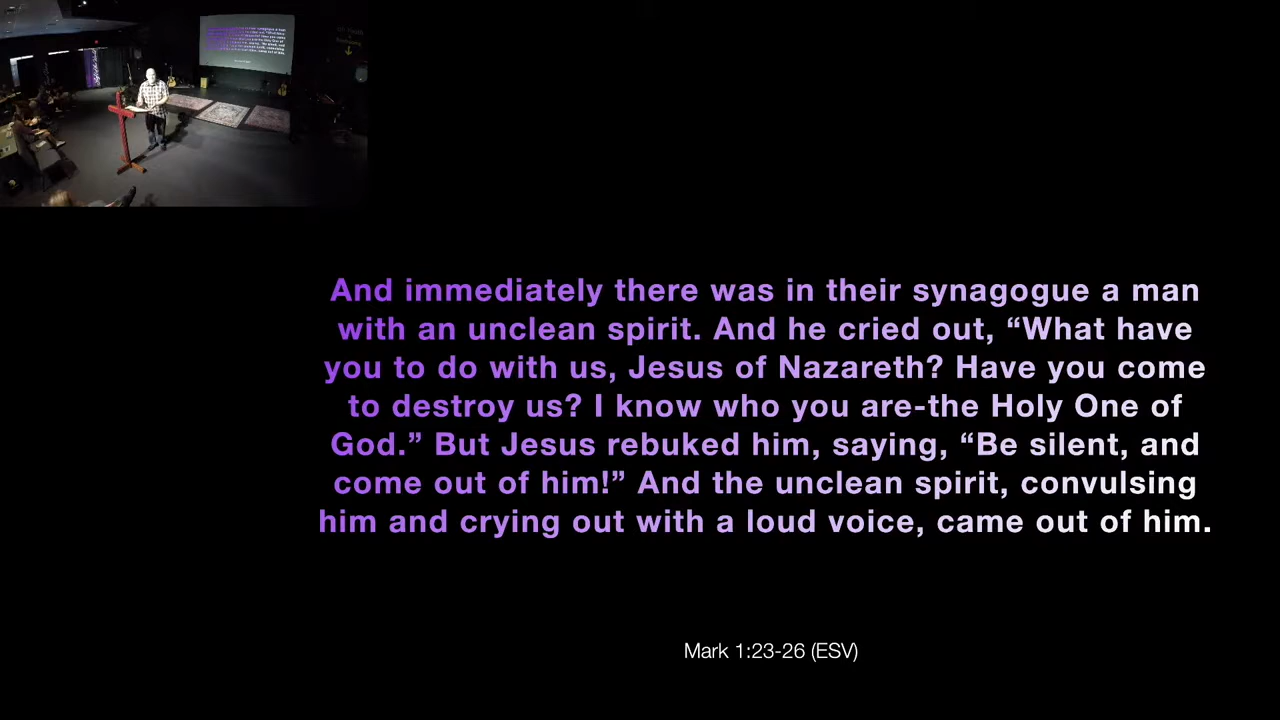 And immediately there was in their synagogue a man
with an unclean spirit. And he cried out, “What have
you to do with us, Jesus of Nazareth? Have you come
to destroy us? I know who you are-the Holy One of
God.” But Jesus rebuked him, saying, “Be silent, and
come out of him!” And the unclean spirit, convulsing
him and crying out with a loud voice, came out of him.
Mark 1:23-26 (ESV)